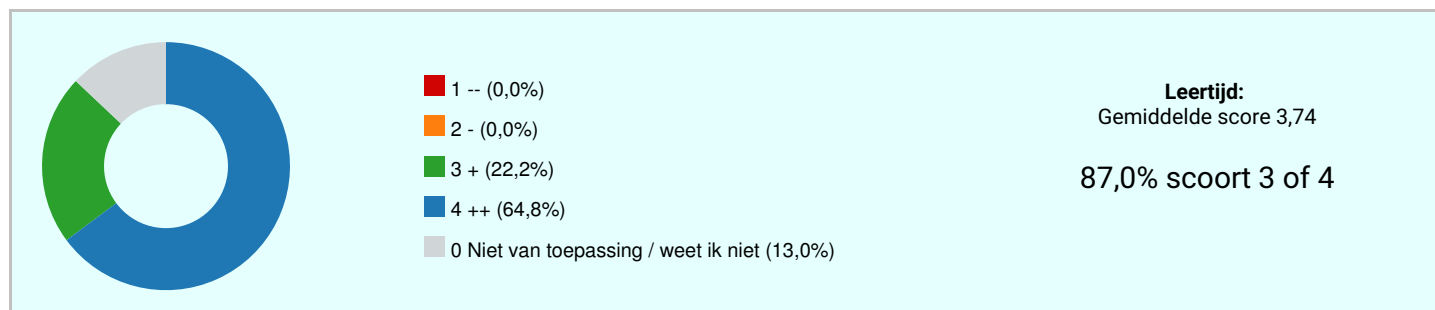 1 -- (0,0%)
2 - (0,0%)
3 + (22,2%)
4 ++ (64,8%)
0 Niet van toepassing / weet ik niet (13,0%)
Leertijd:
Gemiddelde score 3,74
87,0% scoort 3 of 4